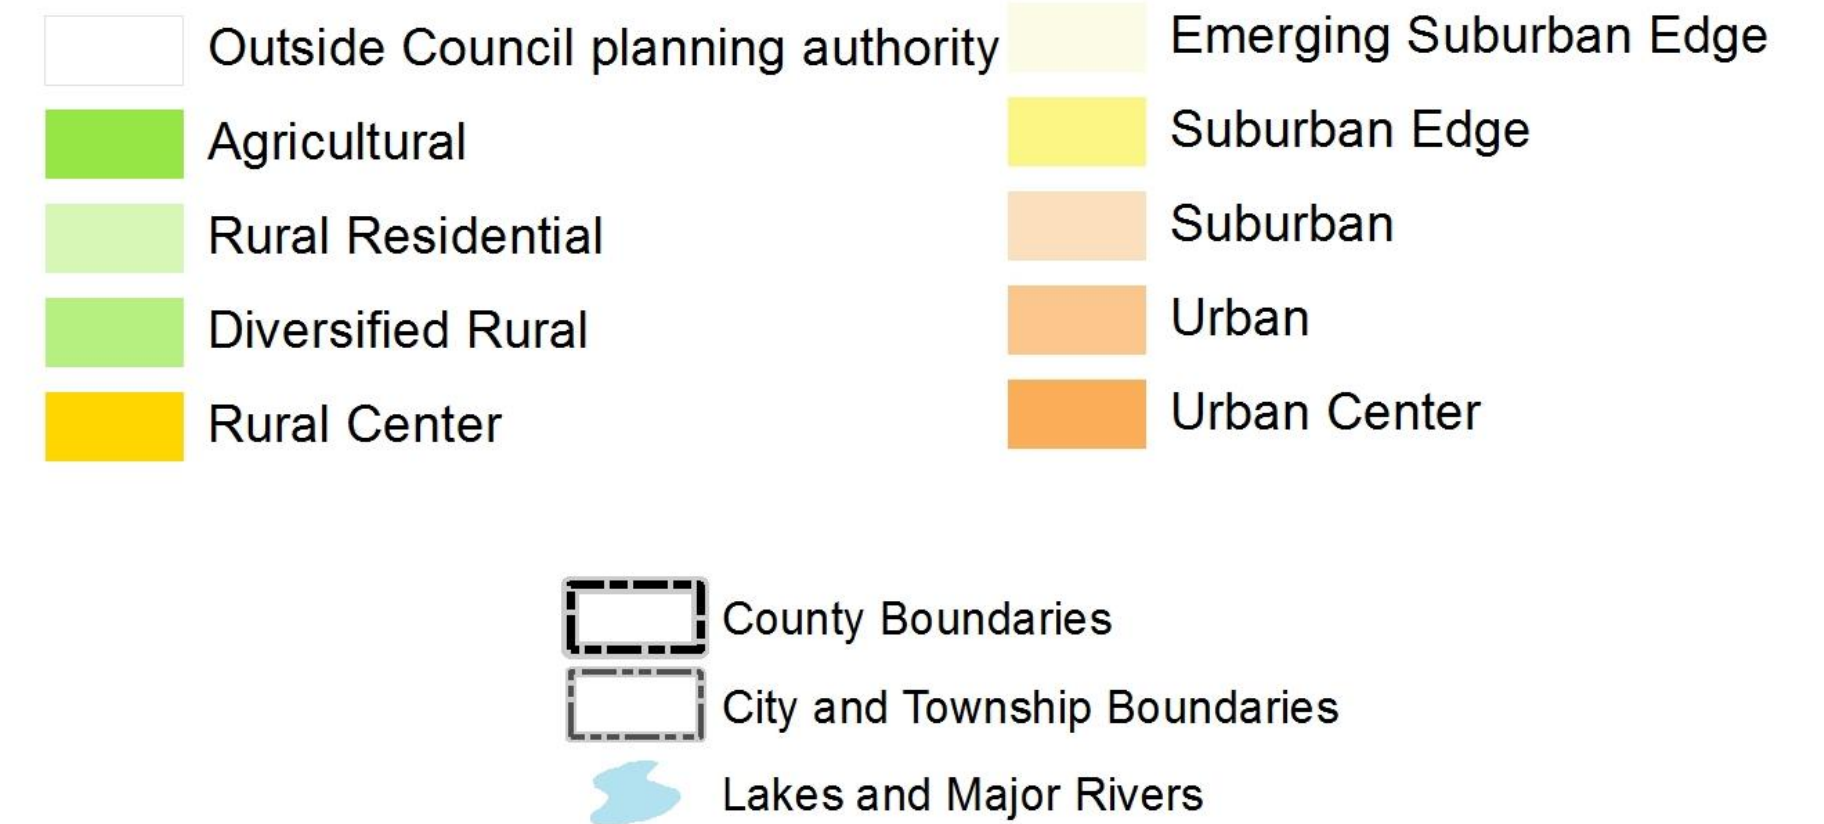 Outside Council planning authority
Agricultural
Rural Residential
Diversified Rural
Rural Center
Emerging Suburban Edge
Suburban Edge
Suburban
Urban
Urban Center
County Boundaries
City and Township Boundaries
Lakes and Major Rivers